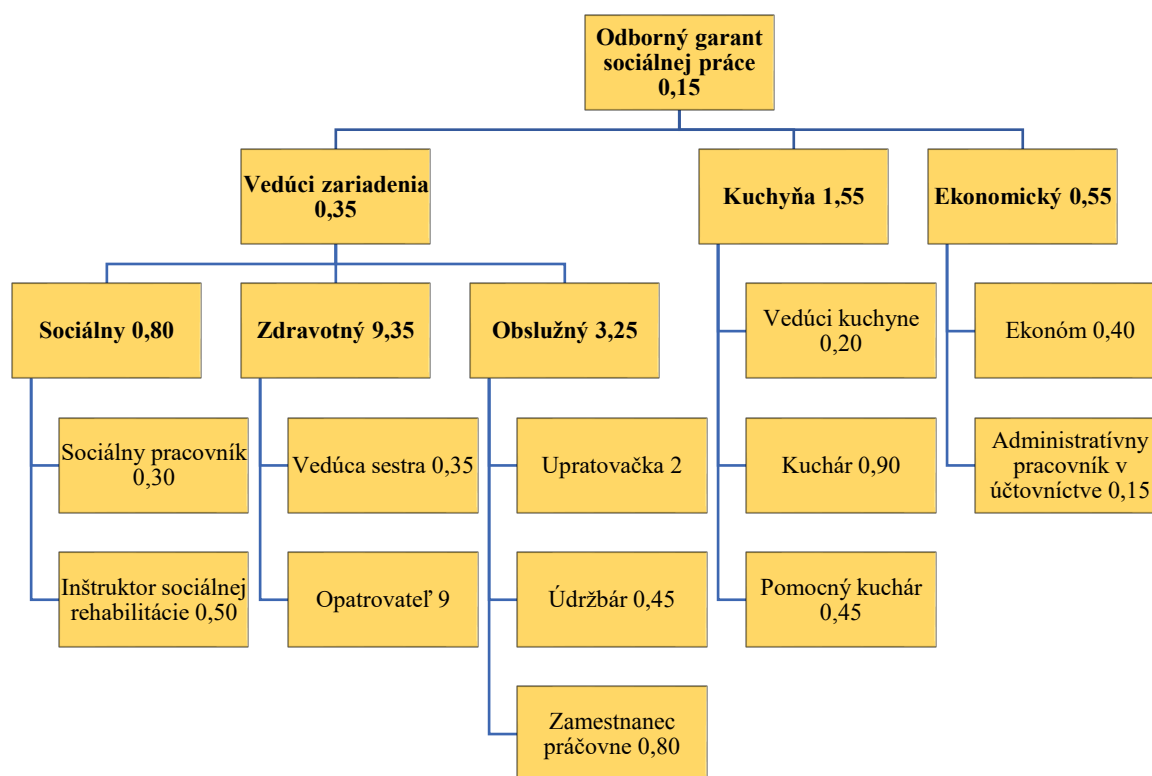 Odborný garant
sociálnej práce
0,15
Vedúci zariadenia
0,35
Kuchyňa 1,55
Ekonomický 0,55
Sociálny 0,80
Zdravotný 9,35
Obslužný 3,25
Vedúci kuchyne
0,20
Ekonóm 0,40
Sociálny pracovník
0,30
Vedúca sestra 0,35
Upratovačka 2
Kuchár 0,90
Administratívny
pracovník v
účtovníctve 0,15
Inštruktor sociálnej
rehabilitácie 0,50
Opatrovateľ 9
Údržbár 0,45
Pomocný kuchár
0,45
Zamestnanec
práčovne 0,80